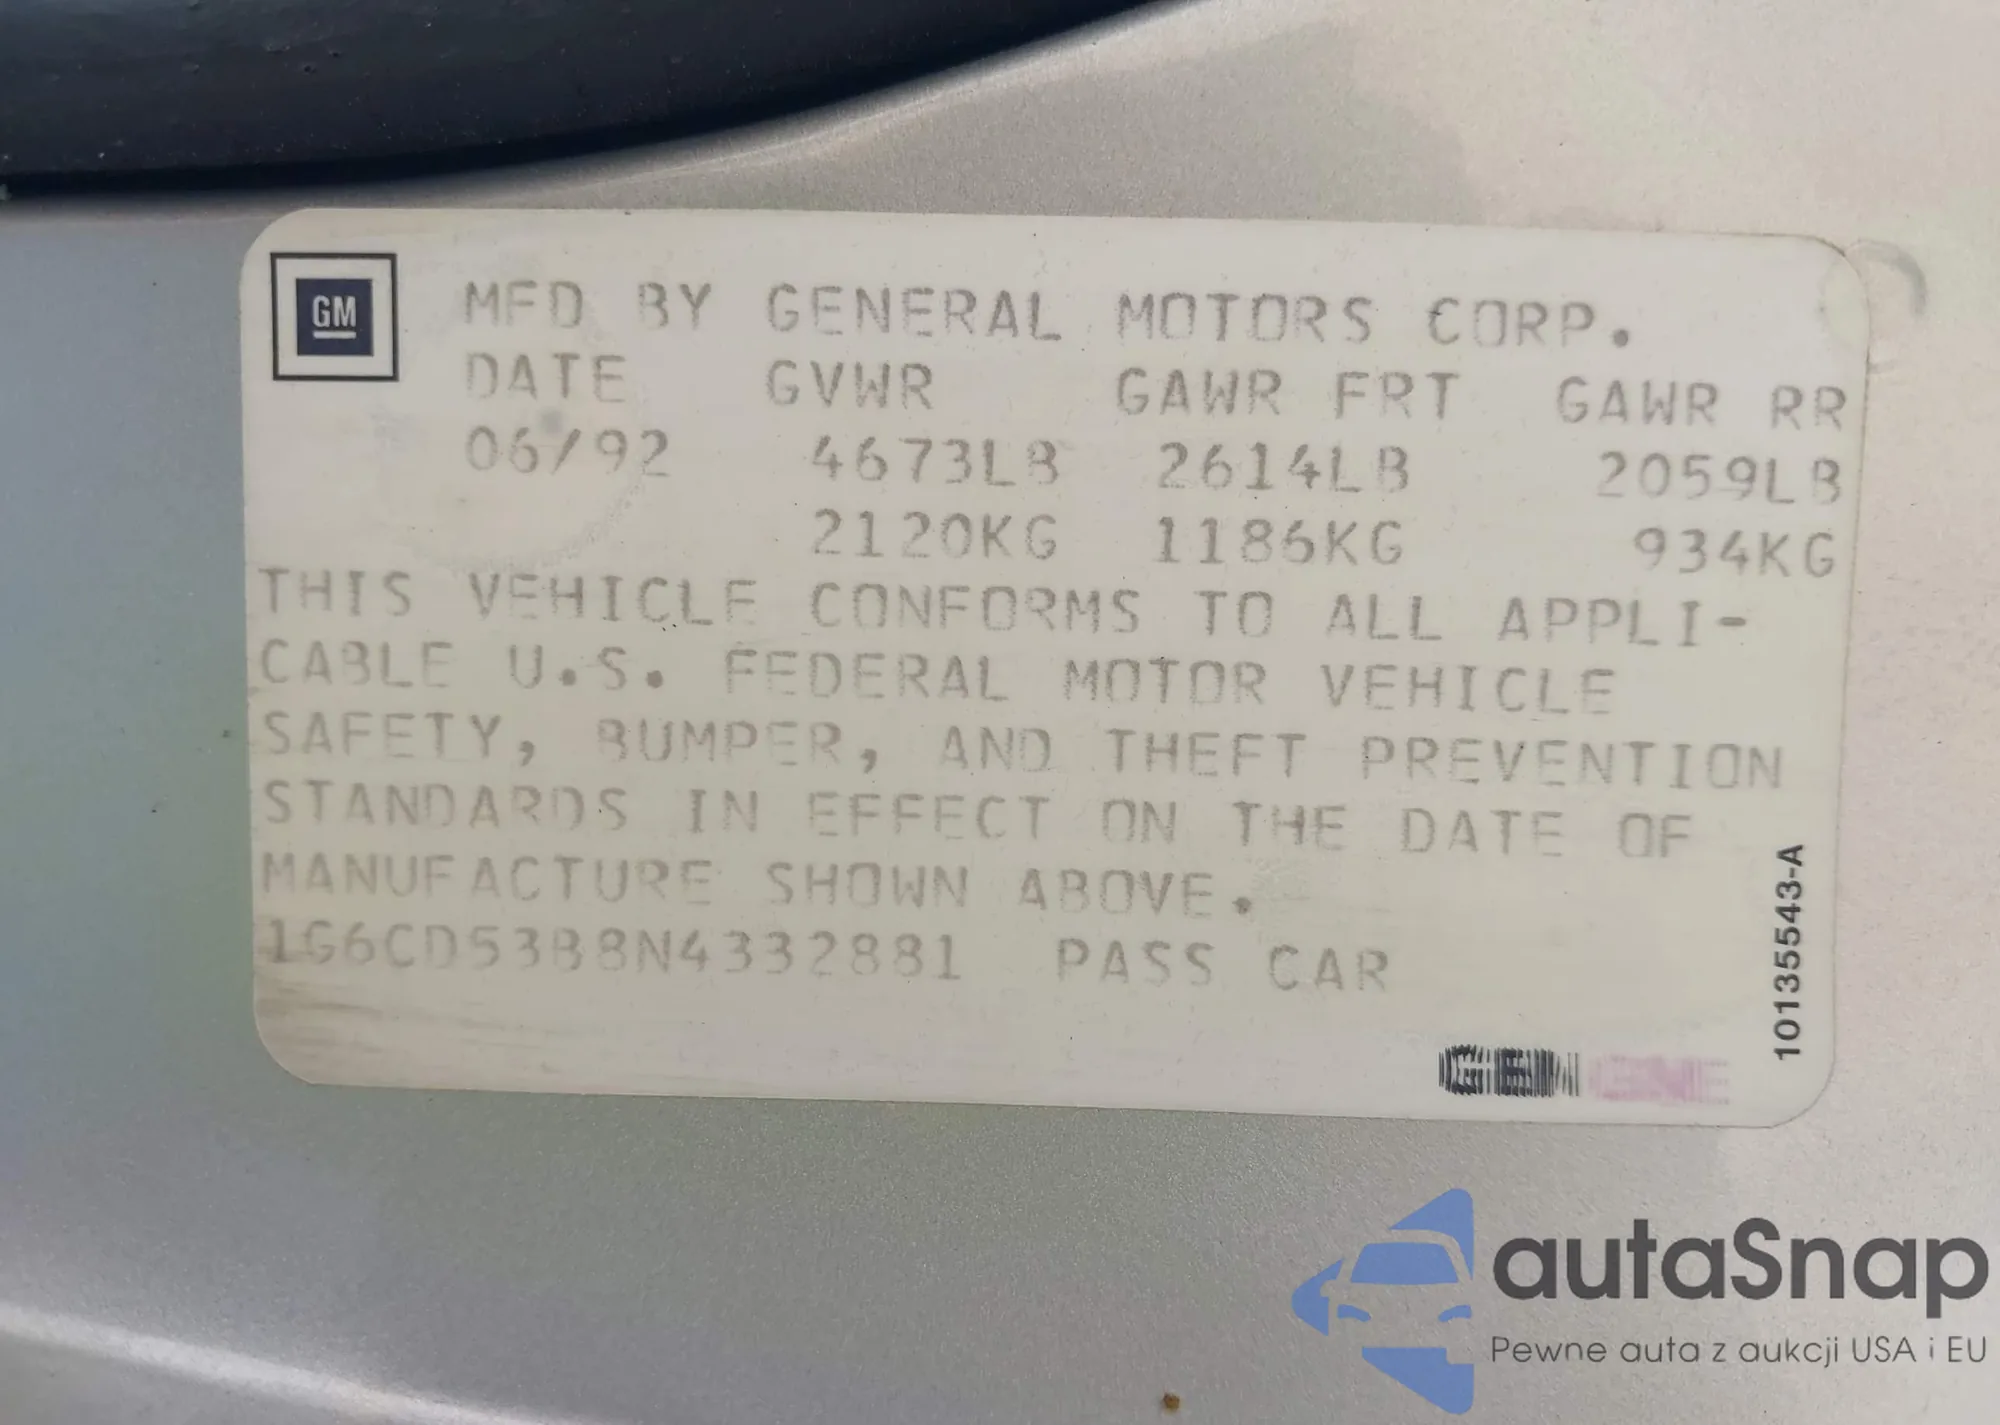 GM
MFD BY GENERAL MOTORS CORP.
DATE GVWR GAWR FRT GAWR RR
06/92 4673LB 2614LB 2059LB
2120KG 1186KG 934KG
THIS VEHICLE CONFORMS TO ALL APPLI-
CABLE U.S. FEDERAL MOTOR VEHICLE
SAFETY, BUMPER, AND THEFT PREVENTION
STANDARDS IN EFFECT ON THE DATE OF
MANUFACTURE SHOWN ABOVE.
1G6CD53B8N4332881 PASS CAR
10135543-A
autaSnap
Pewne auta z aukcji USA i EU